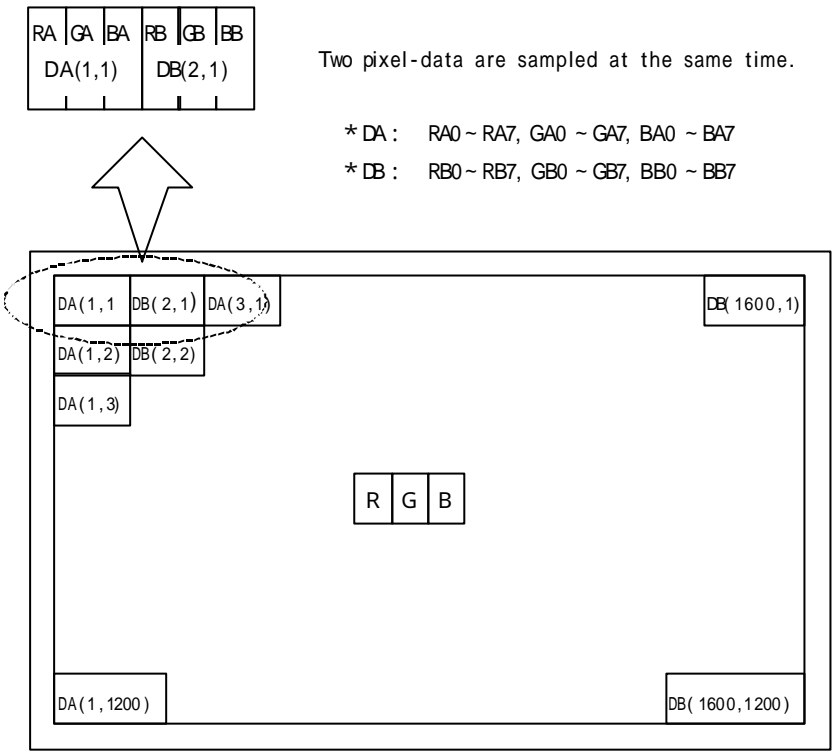 RA GA BA RB GB BB
DA(1,1) DB(2,1)
Two pixel-data are sampled at the same time.
*DA: RA0~RA7, GA0~GA7, BA0~BA7
*DB: RB0~RB7, GB0~GB7, BB0~BB7
DA(1,1 DB(2,1) DA(3,1) DB(1600,1)
DA(1,2) DB(2,2)
DA(1,3)
R G B
DA(1,1200) DB(1600,1200)